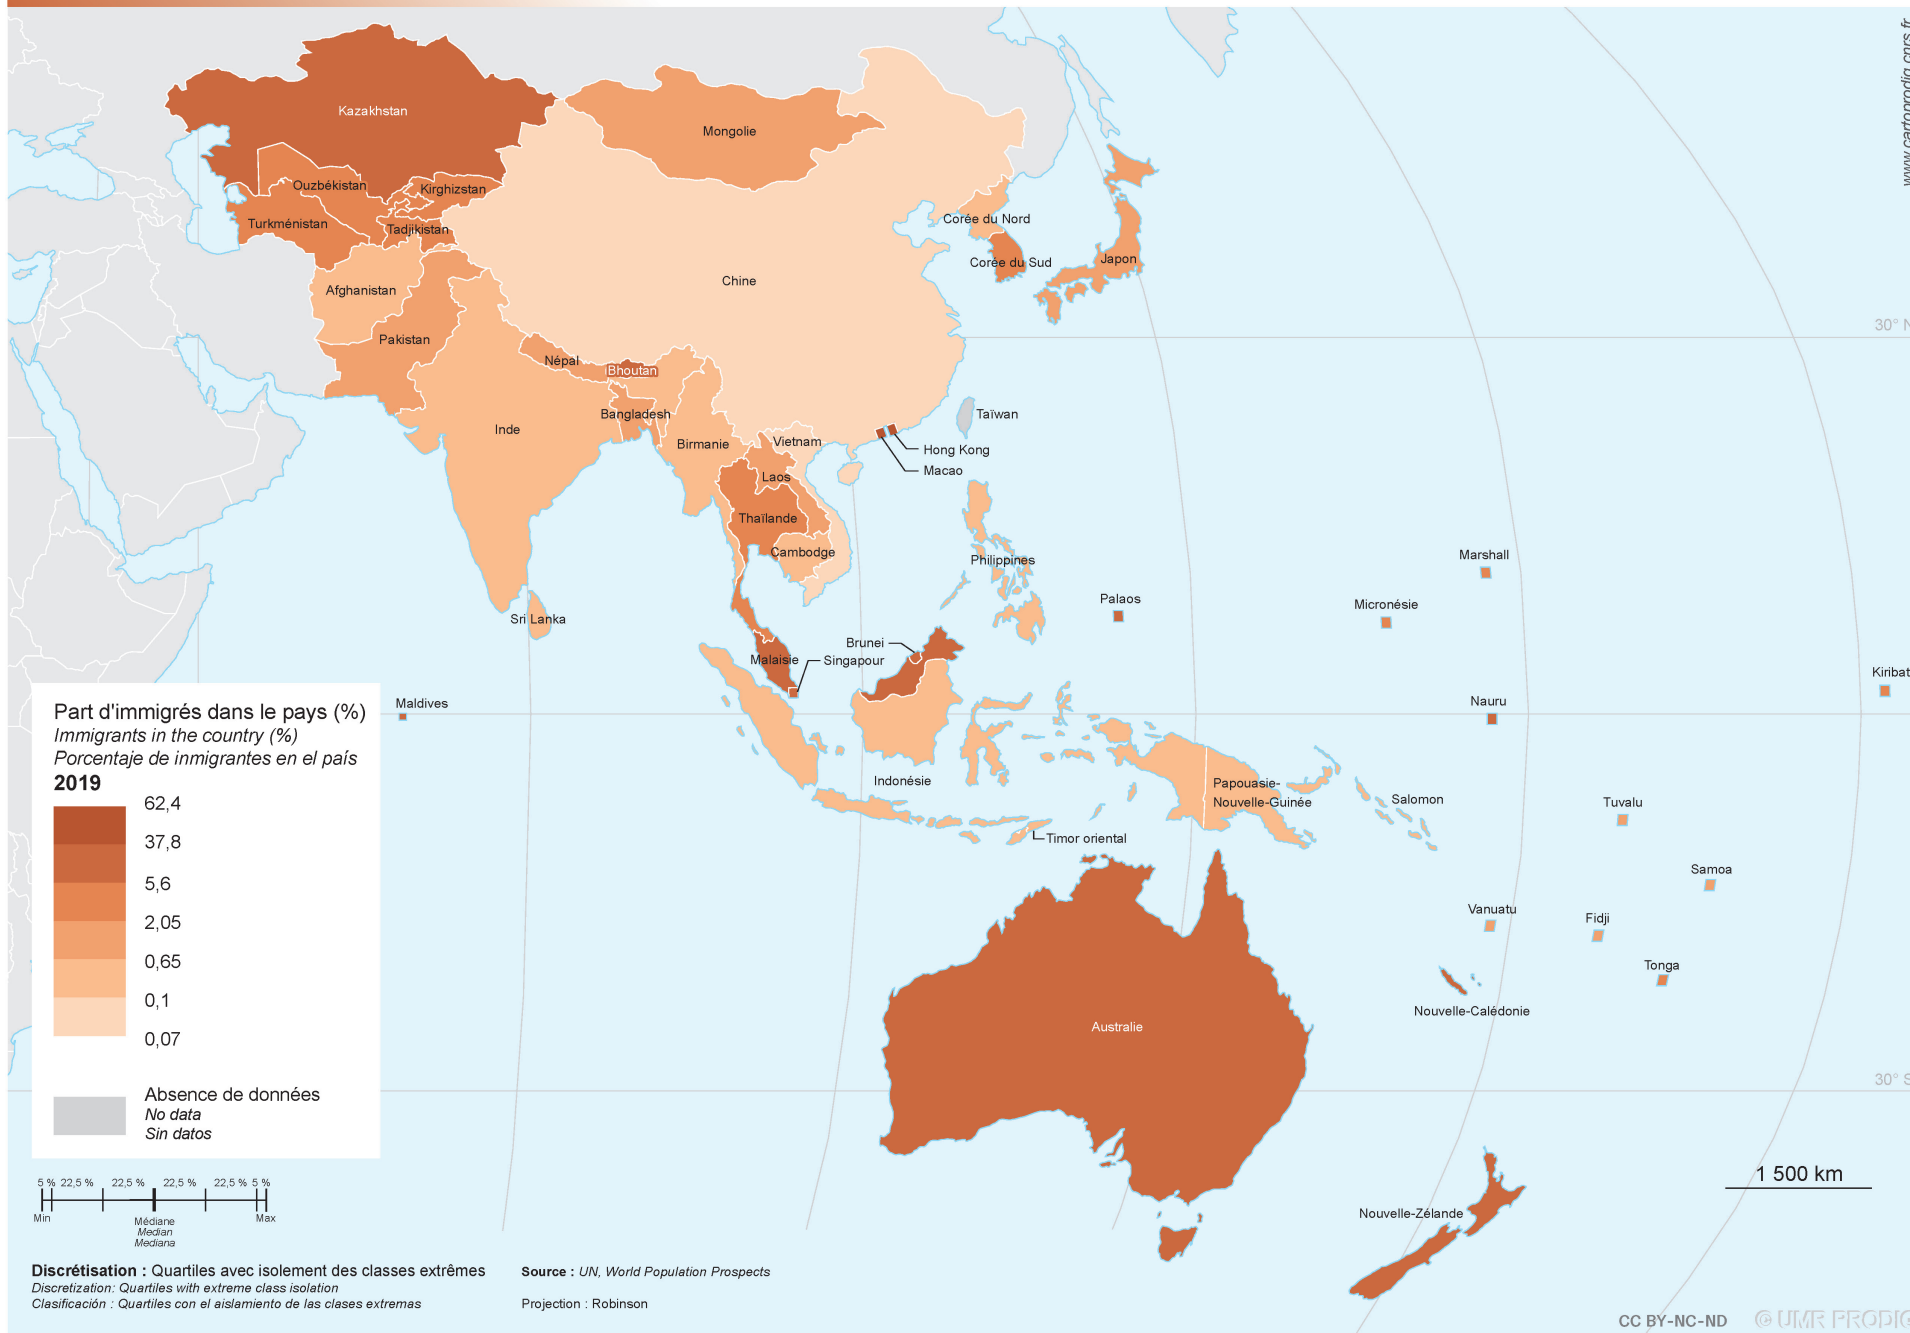 www.cartoprodig.cnrs.fr
Kazakhstan
Mongolie
Ouzbékistan
Kirghizstan
Turkménistan
Tadjikistan
Corée du Nord
Corée du Sud
Japon
Chine
Afghanistan
Pakistan
30° N
Népal
Bhoutan
Inde
Bangladesh
Birmanie
Vietnam
Taïwan
Hong Kong
Macao
Laos
Thaïlande
Cambodge
Philippines
Marshall
Palaos
Micronésie
Sri Lanka
Brunei
Malaisie
Singapour
Kiribat
Maldives
Nauru
Indonésie
Papouasie-
Nouvelle-Guinée
Salomon
Tuvalu
Timor oriental
Samoa
Vanuatu
Fidji
Tonga
Nouvelle-Calédonie
Australie
30° S
Nouvelle-Zélande
1 500 km
Part d'immigrés dans le pays (%)
Immigrants in the country (%)
Porcentaje de inmigrantes en el país
2019
62,4
37,8
5,6
2,05
0,65
0,1
0,07
Absence de données
No data
Sin datos
5 % 22,5 % 22,5 % 22,5 % 22,5 % 5 %
Min Max
Médiane
Median
Mediana
Discrétisation : Quartiles avec isolement des classes extrêmes
Discretization: Quartiles with extreme class isolation
Clasificación : Quartiles con el aislamiento de las clases extremas
Source : UN, World Population Prospects
Projection : Robinson
CC BY-NC-ND
© UMR PRODIG